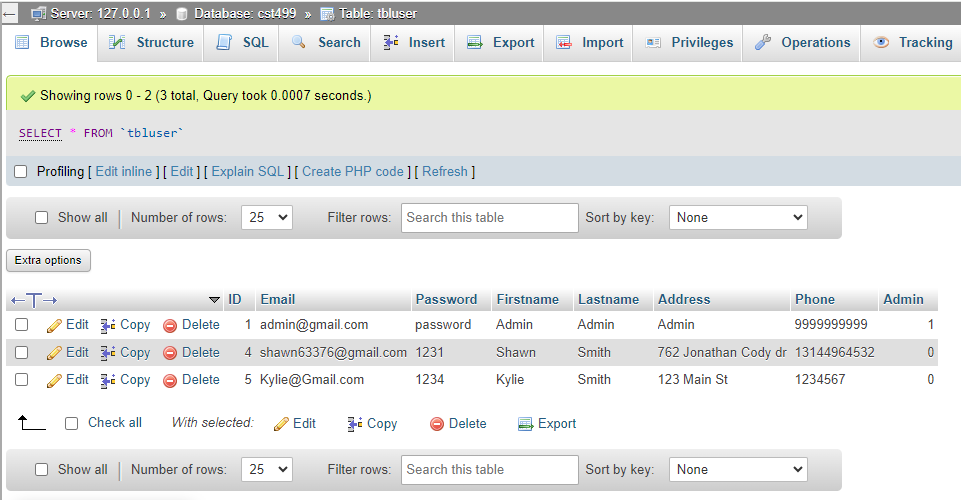 Server: 127.0.0.1 » Database: cst499 » Table: tbluser
Browse Structure SQL Search Insert Export Import Privileges Operations Tracking
Showing rows 0 - 2 (3 total, Query took 0.0007 seconds.)
SELECT * FROM `tbluser`
Profiling [ Edit inline ] [ Edit ] [ Explain SQL ] [ Create PHP code ] [ Refresh ]
Show all | Number of rows: 25 Filter rows: Search this table Sort by key: None
Extra options
←T→ ID Email Password Firstname Lastname Address Phone Admin
Edit Copy Delete 1 admin@gmail.com password Admin Admin Admin 9999999999 1
Edit Copy Delete 4 shawn63376@gmail.com 1231 Shawn Smith 762 Jonathan Cody dr 13144964532 0
Edit Copy Delete 5 Kylie@Gmail.com 1234 Kylie Smith 123 Main St 1234567 0
Check all With selected: Edit Copy Delete Export
Show all | Number of rows: 25 Filter rows: Search this table Sort by key: None